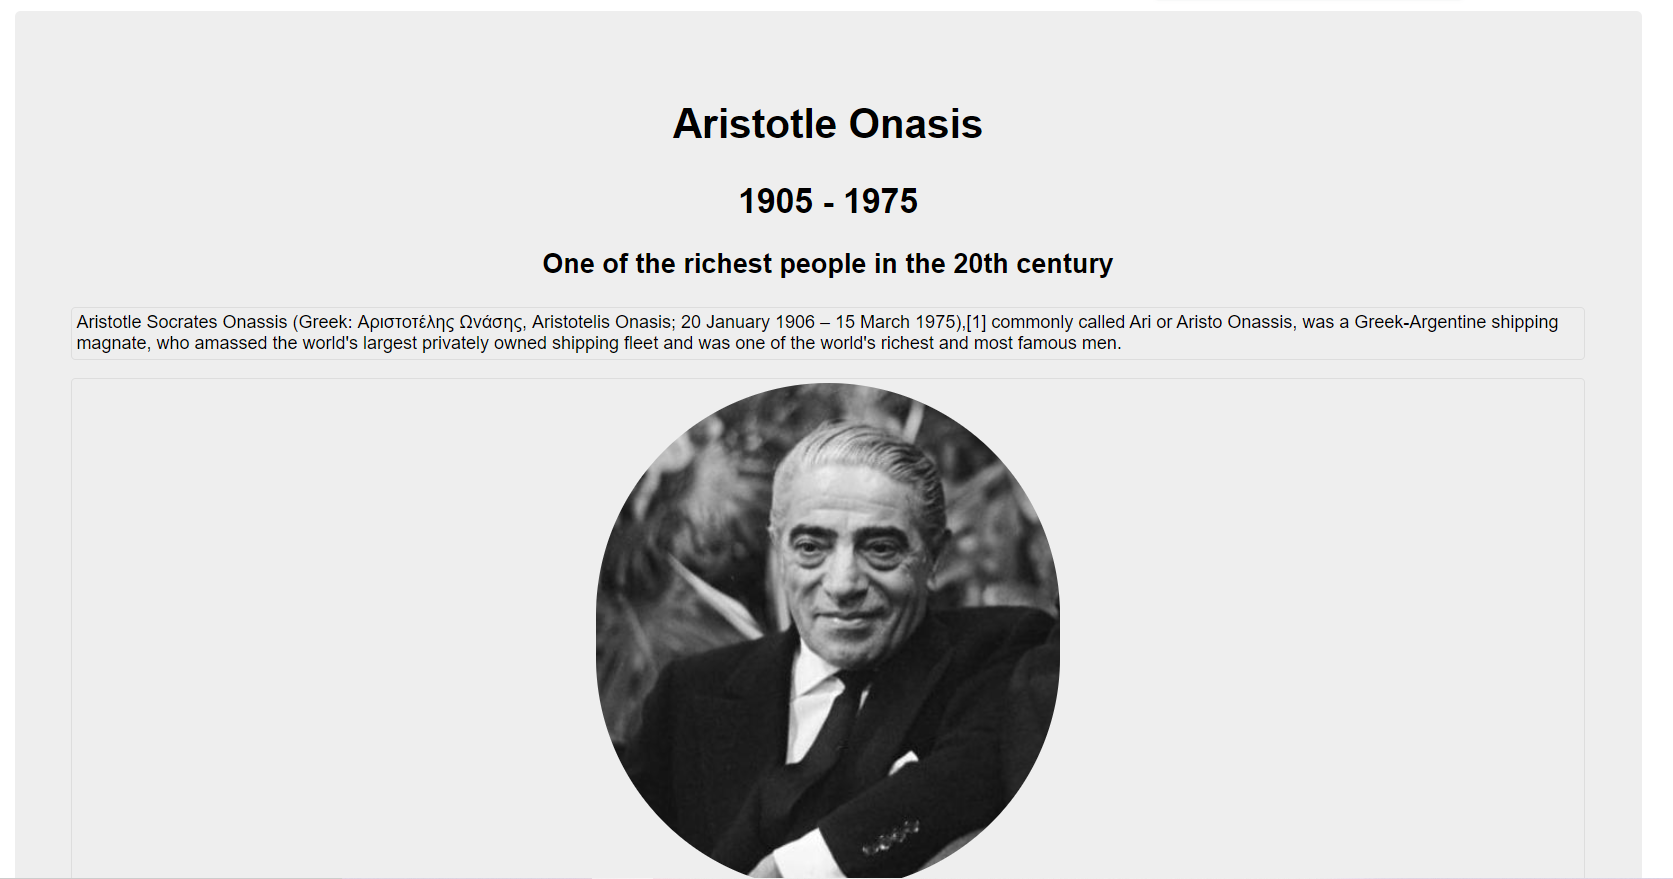 Aristotle Onasis
1905 - 1975
One of the richest people in the 20th century
Aristotle Socrates Onassis (Greek: Αριστοτέλης Ωνάσης, Aristotelis Onasis; 20 January 1906 – 15 March 1975),[1] commonly called Ari or Aristo Onassis, was a Greek-Argentine shipping
magnate, who amassed the world's largest privately owned shipping fleet and was one of the world's richest and most famous men.